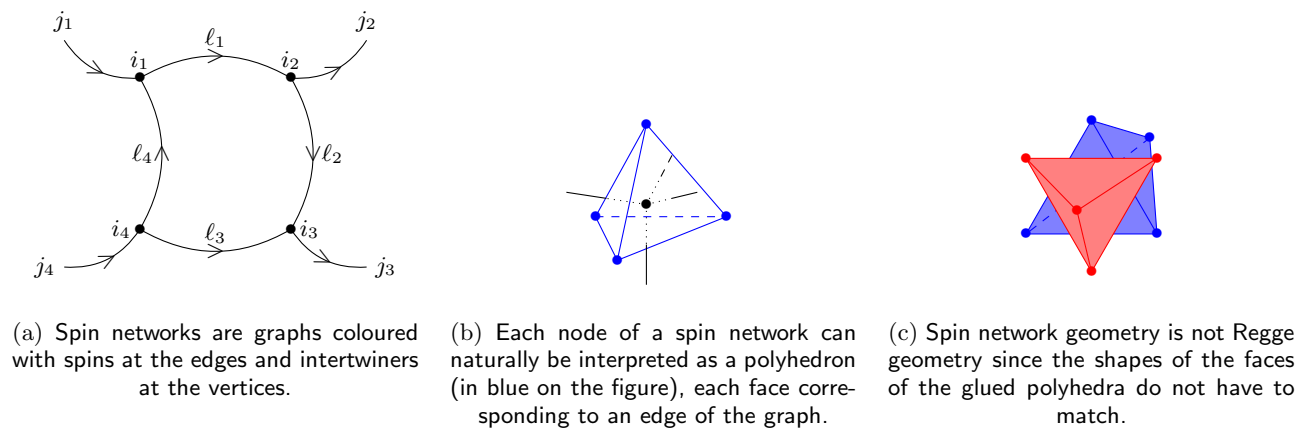 j₁
j₂
ℓ₁
i₁
i₂
ℓ₄
ℓ₂
i₄
i₃
ℓ₃
j₄
j₃
(a) Spin networks are graphs coloured
with spins at the edges and intertwiners
at the vertices.
(b) Each node of a spin network can
naturally be interpreted as a polyhedron
(in blue on the figure), each face corre-
sponding to an edge of the graph.
(c) Spin network geometry is not Regge
geometry since the shapes of the faces
of the glued polyhedra do not have to
match.